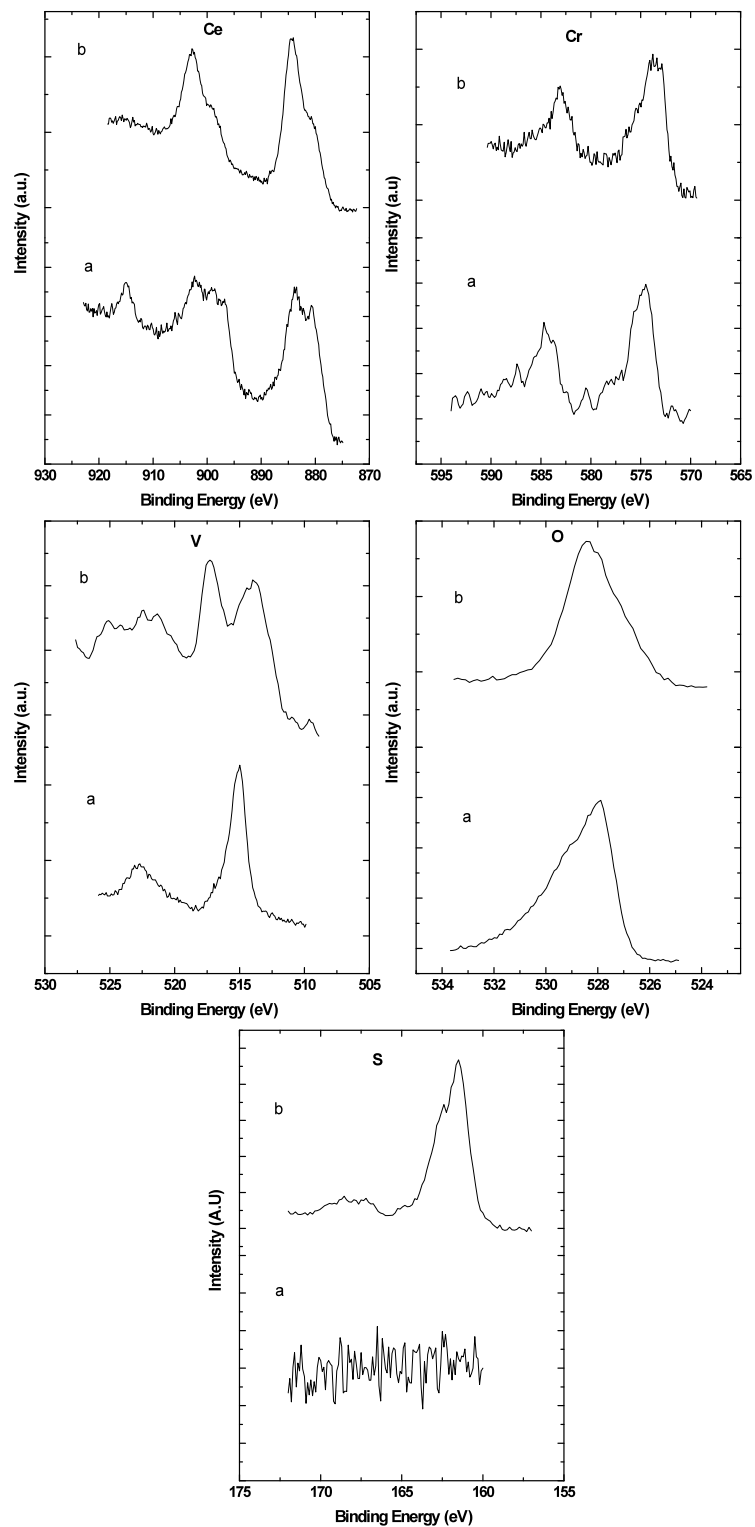 Ce
b
a
Intensity (a.u.)
930 920 910 900 890 880 870
Binding Energy (eV)
Cr
b
a
Intensity (a.u)
595 590 585 580 575 570 565
Binding Energy (eV)
V
b
a
Intensity (a.u.)
530 525 520 515 510 505
Binding Energy (eV)
O
b
a
Intensity (a.u.)
534 532 530 528 526 524
Binding Energy (eV)
S
b
a
Intensity (A.U)
175 170 165 160 155
Binding Energy (eV)